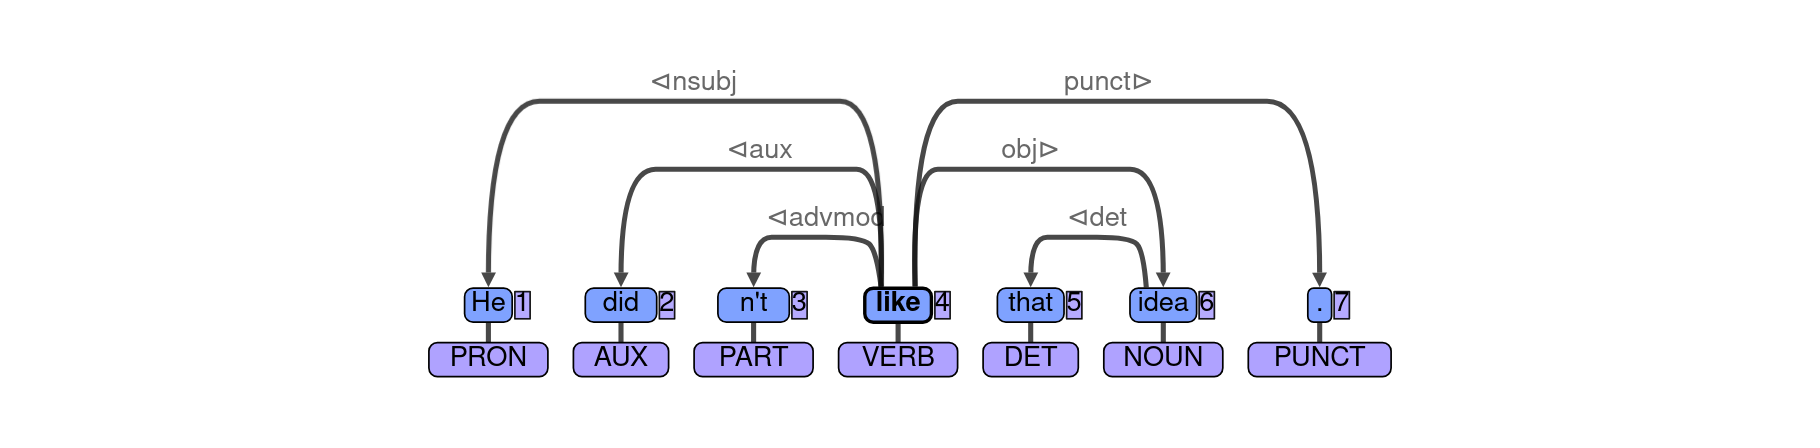 ⊲nsubj punct⊳
⊲aux obj⊳
⊲advmod ⊲det
He 1 did 2 n't 3 like 4 that 5 idea 6 . 7
PRON AUX PART VERB DET NOUN PUNCT